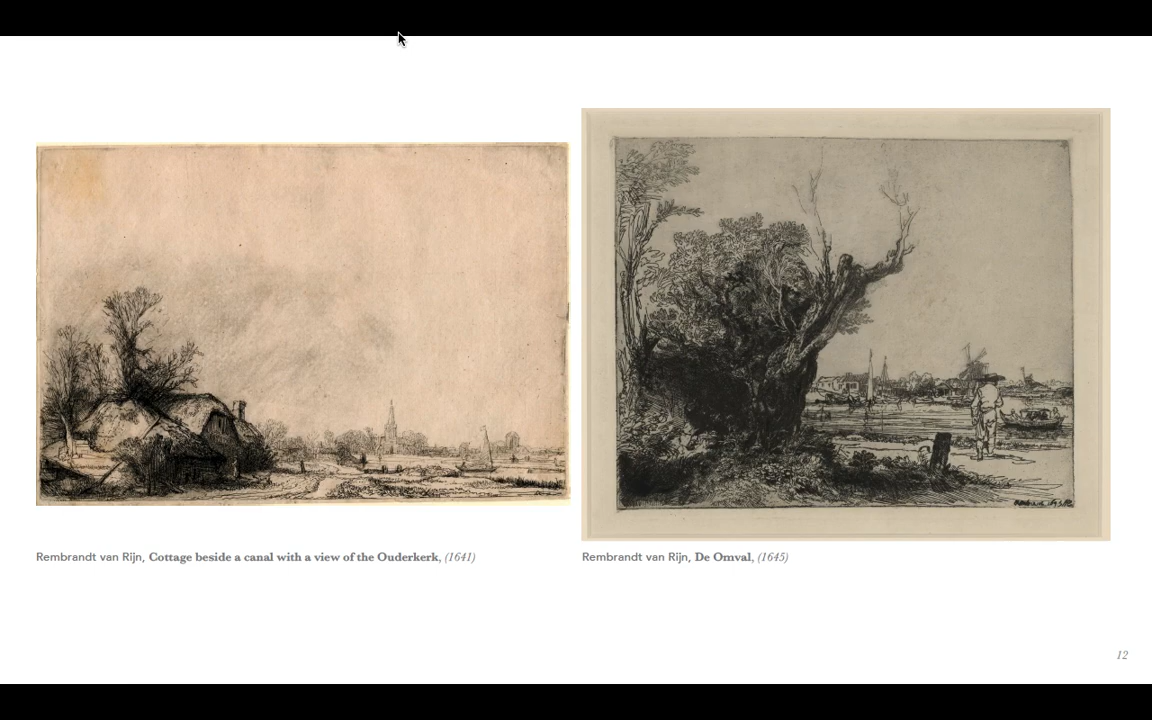 Rembrandt van Rijn, Cottage beside a canal with a view of the Ouderkerk, (1641)
Rembrandt van Rijn, De Omval, (1645)
12